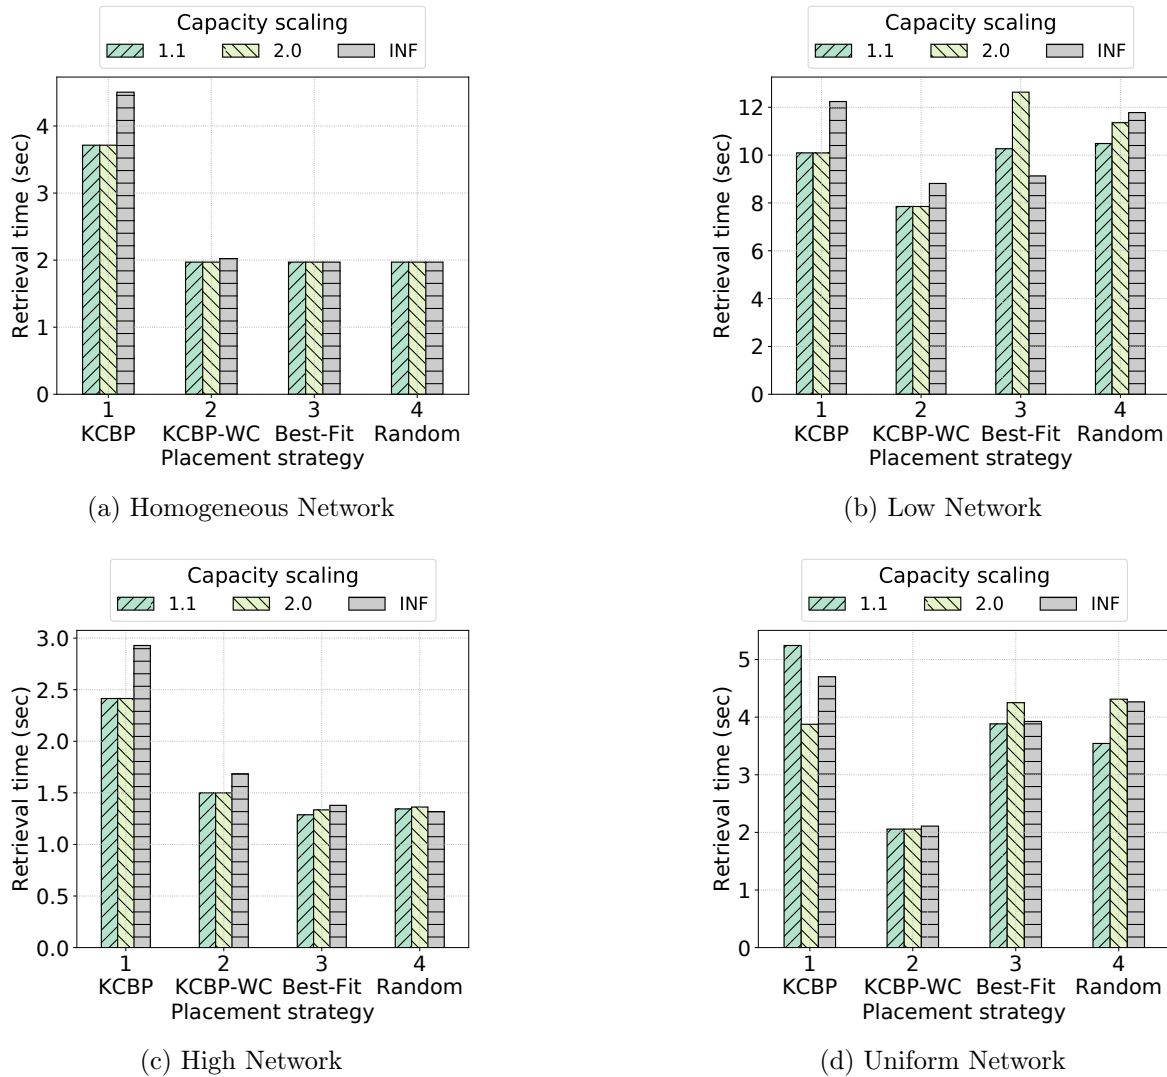 Capacity scaling
1.1 2.0 INF
Retrieval time (sec)
4
3
2
1
0
1 2 3 4
KCBP KCBP-WC Best-Fit Random
Placement strategy
(a) Homogeneous Network
Capacity scaling
1.1 2.0 INF
Retrieval time (sec)
12
10
8
6
4
2
0
1 2 3 4
KCBP KCBP-WC Best-Fit Random
Placement strategy
(b) Low Network
Capacity scaling
1.1 2.0 INF
Retrieval time (sec)
3.0
2.5
2.0
1.5
1.0
0.5
0.0
1 2 3 4
KCBP KCBP-WC Best-Fit Random
Placement strategy
(c) High Network
Capacity scaling
1.1 2.0 INF
Retrieval time (sec)
5
4
3
2
1
0
1 2 3 4
KCBP KCBP-WC Best-Fit Random
Placement strategy
(d) Uniform Network